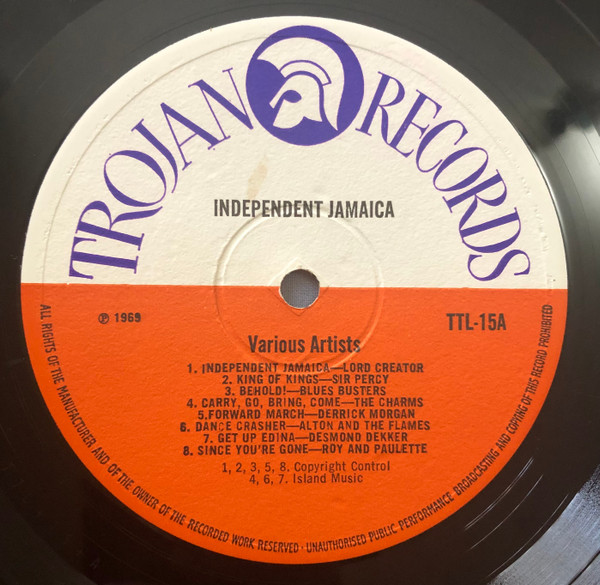 TROJAN RECORDS
INDEPENDENT JAMAICA
℗ 1969
TTL-15A
Various Artists
1. INDEPENDENT JAMAICA—LORD CREATOR
2. KING OF KINGS—SIR PERCY
3. BEHOLD!—BLUES BUSTERS
4. CARRY, GO, BRING, COME—THE CHARMS
5.FORWARD MARCH—DERRICK MORGAN
6. DANCE CRASHER—ALTON AND THE FLAMES
7. GET UP EDINA—DESMOND DEKKER
8. SINCE YOU'RE GONE—ROY AND PAULETTE
1, 2, 3, 5, 8. Copyright Control
4, 6, 7. Island Music
ALL RIGHTS OF THE MANUFACTURER AND OF THE OWNER OF THE RECORDED WORK RESERVED · UNAUTHORISED PUBLIC PERFORMANCE BROADCASTING AND COPYING OF THIS RECORD PROHIBITED